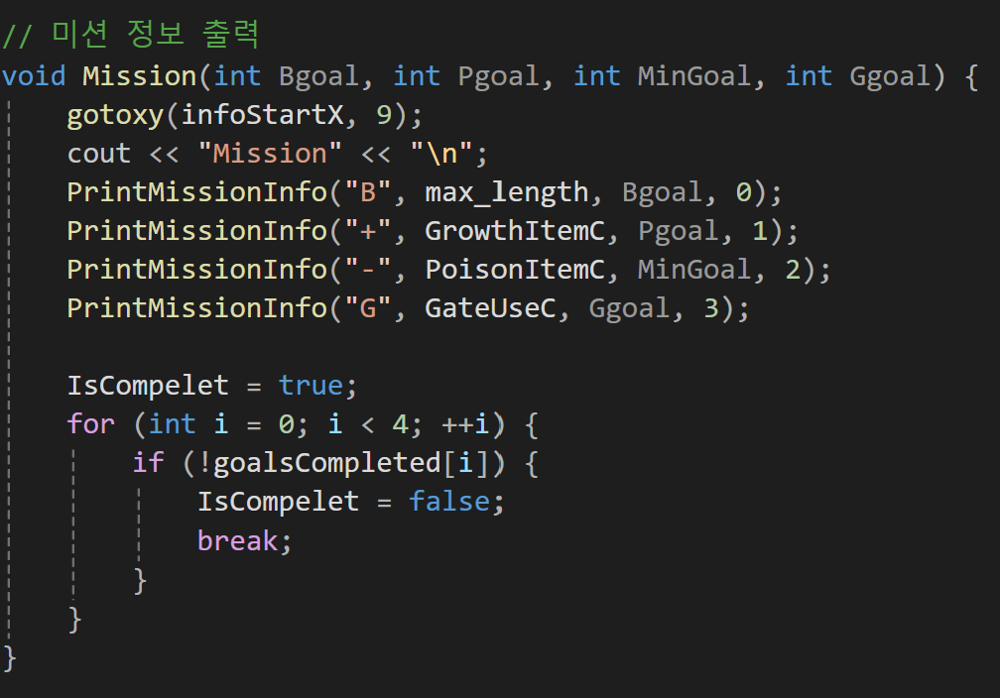 // 미션 정보 출력
void Mission(int Bgoal, int Pgoal, int MinGoal, int Ggoal) {
    gotoxy(infoStartX, 9);
    cout << "Mission" << "\n";
    PrintMissionInfo("B", max_length, Bgoal, 0);
    PrintMissionInfo("+", GrowthItemC, Pgoal, 1);
    PrintMissionInfo("-", PoisonItemC, MinGoal, 2);
    PrintMissionInfo("G", GateUseC, Ggoal, 3);

    IsCompelet = true;
    for (int i = 0; i < 4; ++i) {
        if (!goalsCompleted[i]) {
            IsCompelet = false;
            break;
        }
    }
}